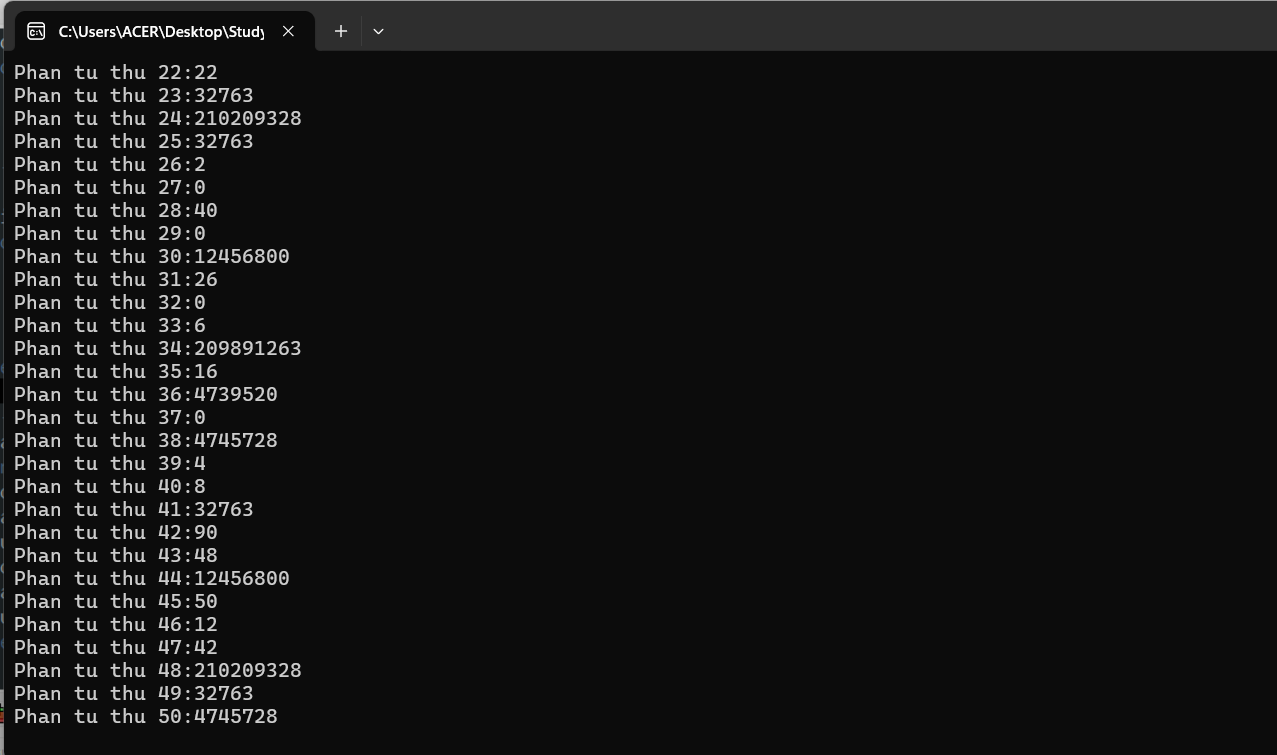 C:\Users\ACER\Desktop\Study
Phan tu thu 22:22
Phan tu thu 23:32763
Phan tu thu 24:210209328
Phan tu thu 25:32763
Phan tu thu 26:2
Phan tu thu 27:0
Phan tu thu 28:40
Phan tu thu 29:0
Phan tu thu 30:12456800
Phan tu thu 31:26
Phan tu thu 32:0
Phan tu thu 33:6
Phan tu thu 34:209891263
Phan tu thu 35:16
Phan tu thu 36:4739520
Phan tu thu 37:0
Phan tu thu 38:4745728
Phan tu thu 39:4
Phan tu thu 40:8
Phan tu thu 41:32763
Phan tu thu 42:90
Phan tu thu 43:48
Phan tu thu 44:12456800
Phan tu thu 45:50
Phan tu thu 46:12
Phan tu thu 47:42
Phan tu thu 48:210209328
Phan tu thu 49:32763
Phan tu thu 50:4745728